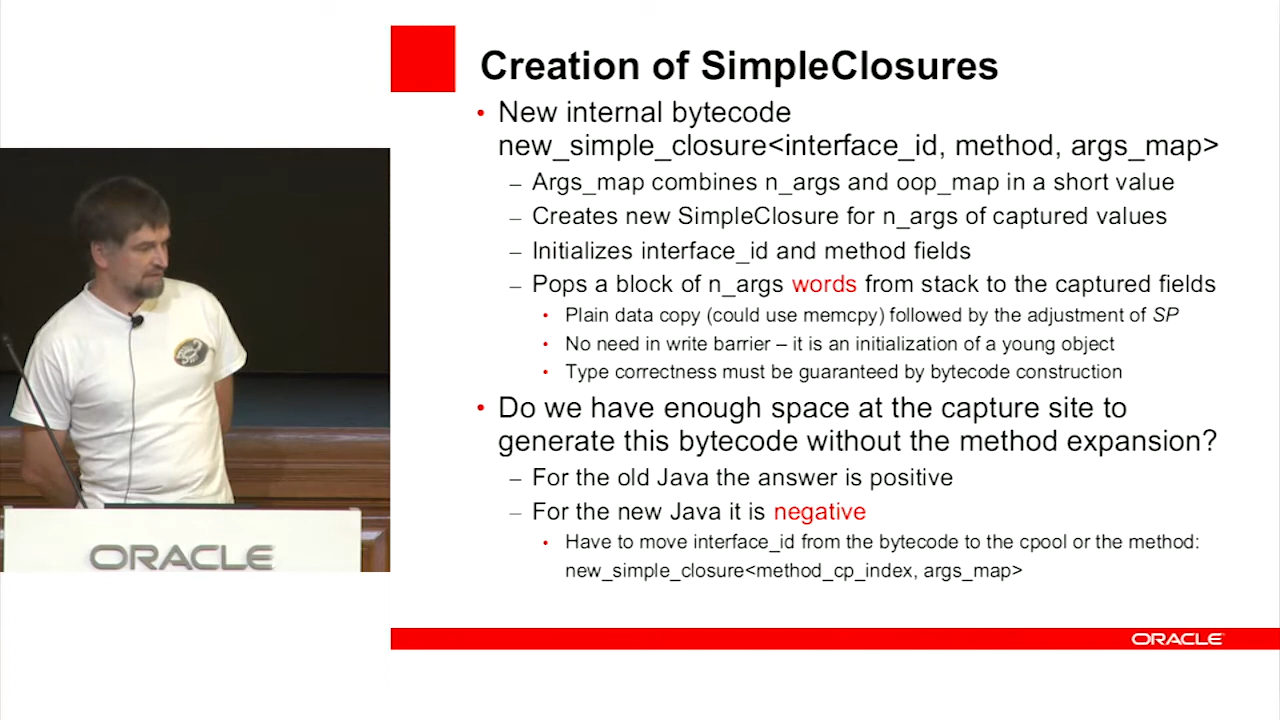 Creation of SimpleClosures
• New internal bytecode
new_simple_closure<interface_id, method, args_map>
– Args_map combines n_args and oop_map in a short value
– Creates new SimpleClosure for n_args of captured values
– Initializes interface_id and method fields
– Pops a block of n_args words from stack to the captured fields
• Plain data copy (could use memcpy) followed by the adjustment of SP
• No need in write barrier – it is an initialization of a young object
• Type correctness must be guaranteed by bytecode construction
• Do we have enough space at the capture site to
generate this bytecode without the method expansion?
– For the old Java the answer is positive
– For the new Java it is negative
• Have to move interface_id from the bytecode to the cpool or the method:
new_simple_closure<method_cp_index, args_map>
ORACLE
ORACLE